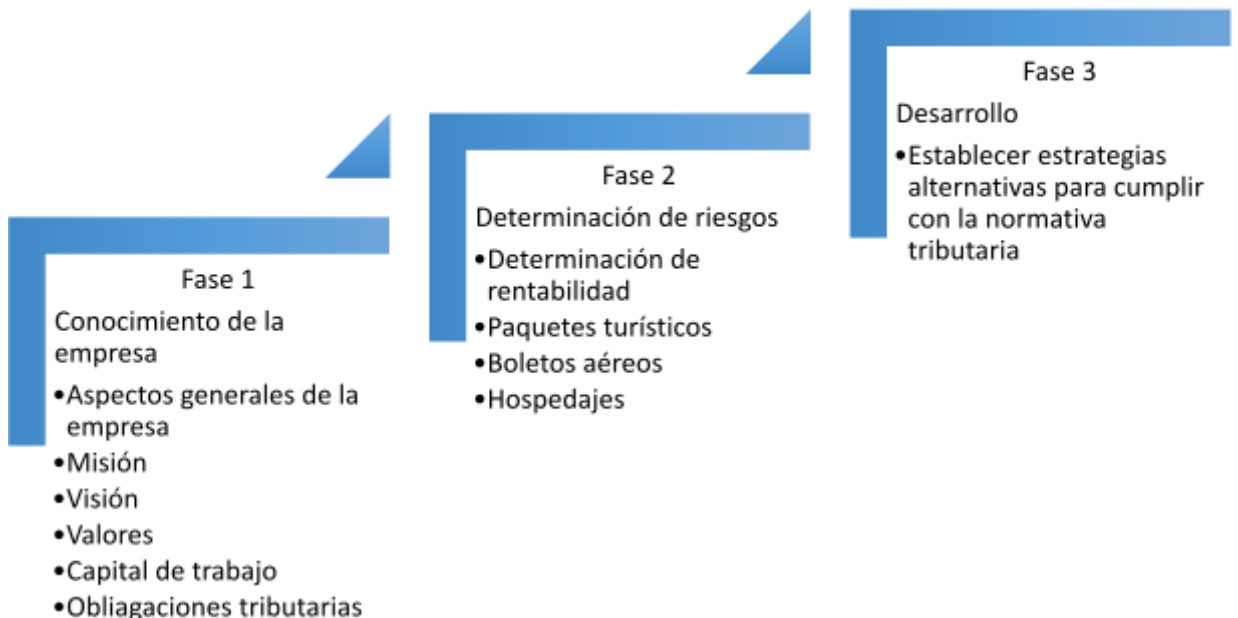 Fase 1
Conocimiento de la
empresa
•Aspectos generales de la
empresa
•Misión
•Visión
•Valores
•Capital de trabajo
•Obliagaciones tributarias
Fase 2
Determinación de riesgos
•Determinación de
rentabilidad
•Paquetes turísticos
•Boletos aéreos
•Hospedajes
Fase 3
Desarrollo
•Establecer estrategias
alternativas para cumplir
con la normativa
tributaria